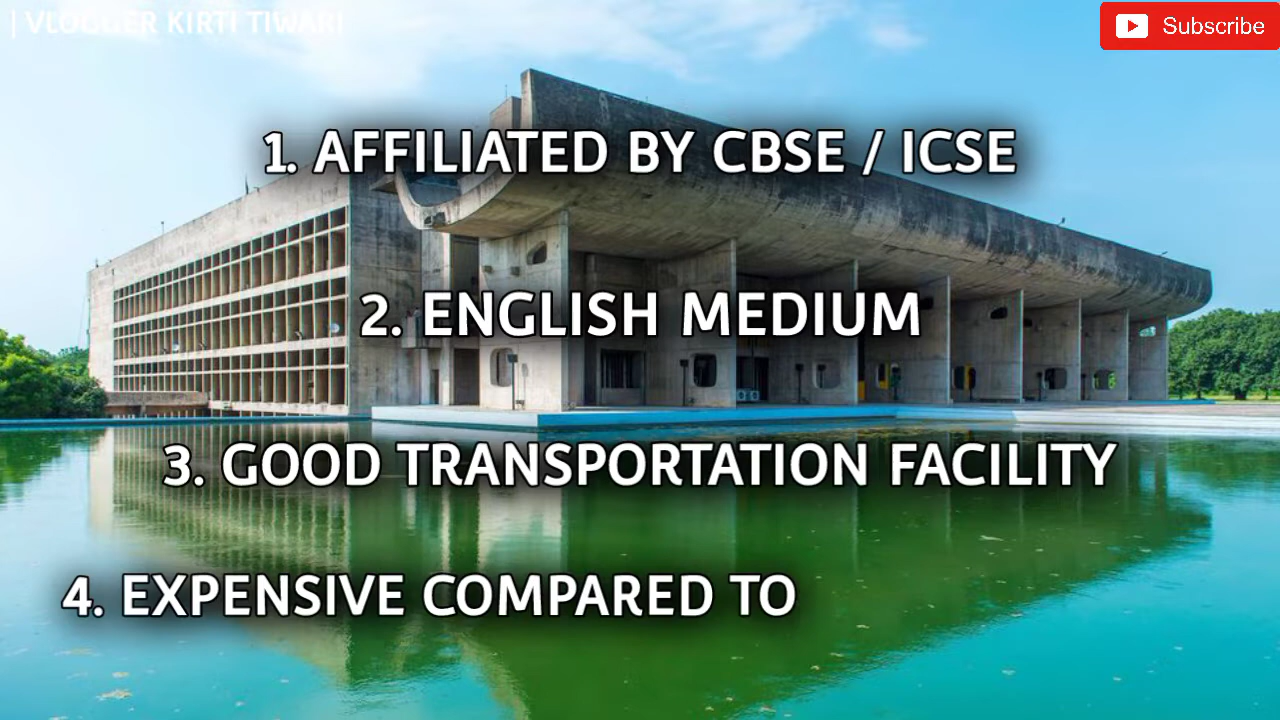 | VLOGGER KIRTI TIWARI
Subscribe
1. AFFILIATED BY CBSE / ICSE
2. ENGLISH MEDIUM
3. GOOD TRANSPORTATION FACILITY
4. EXPENSIVE COMPARED TO